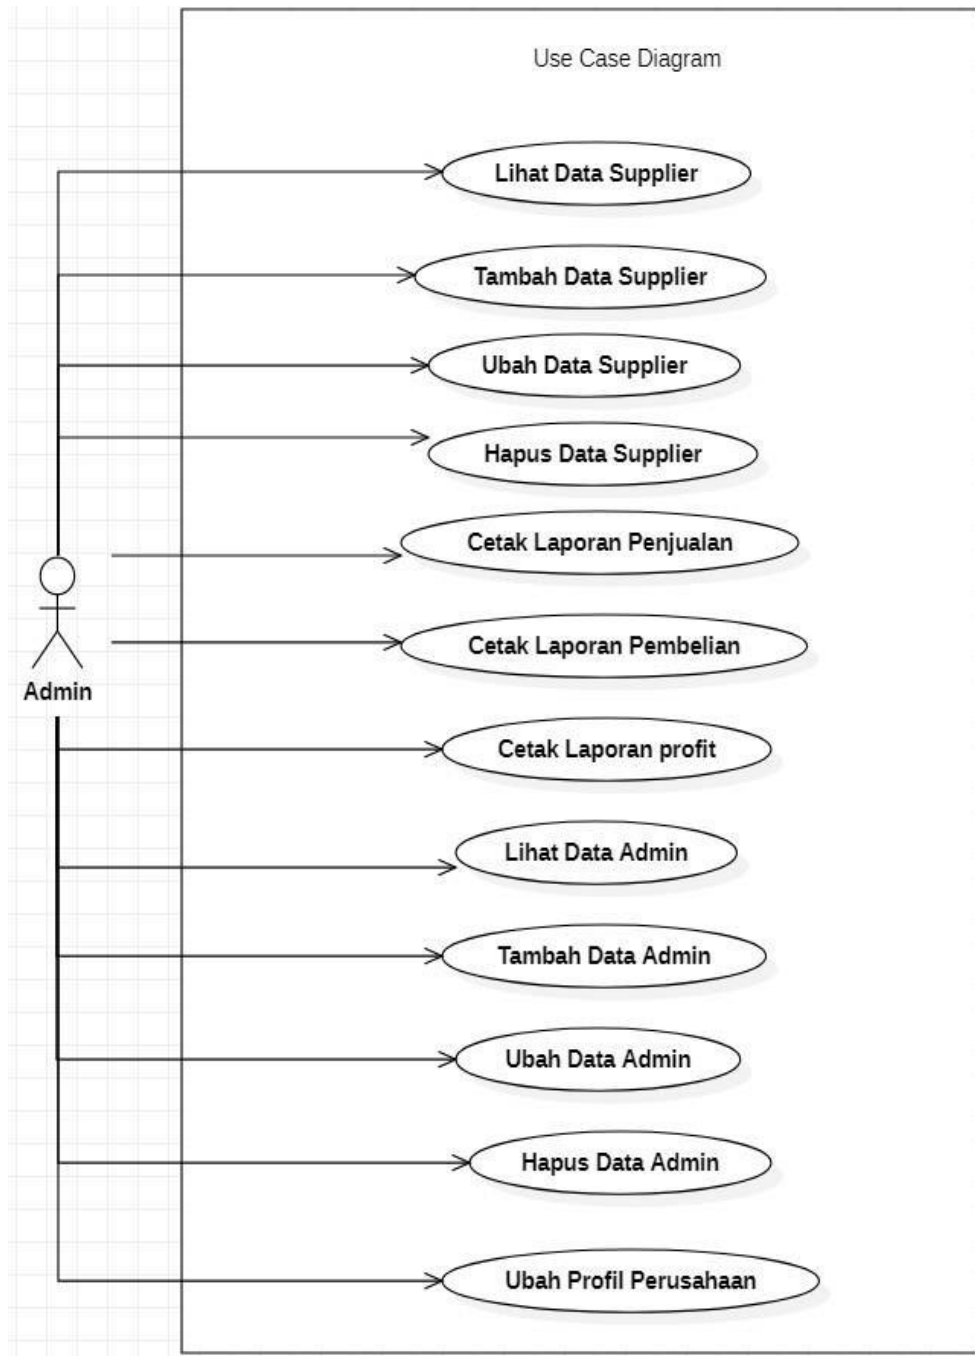 Use Case Diagram
Lihat Data Supplier
Tambah Data Supplier
Ubah Data Supplier
Hapus Data Supplier
Cetak Laporan Penjualan
Cetak Laporan Pembelian
Admin
Cetak Laporan profit
Lihat Data Admin
Tambah Data Admin
Ubah Data Admin
Hapus Data Admin
Ubah Profil Perusahaan